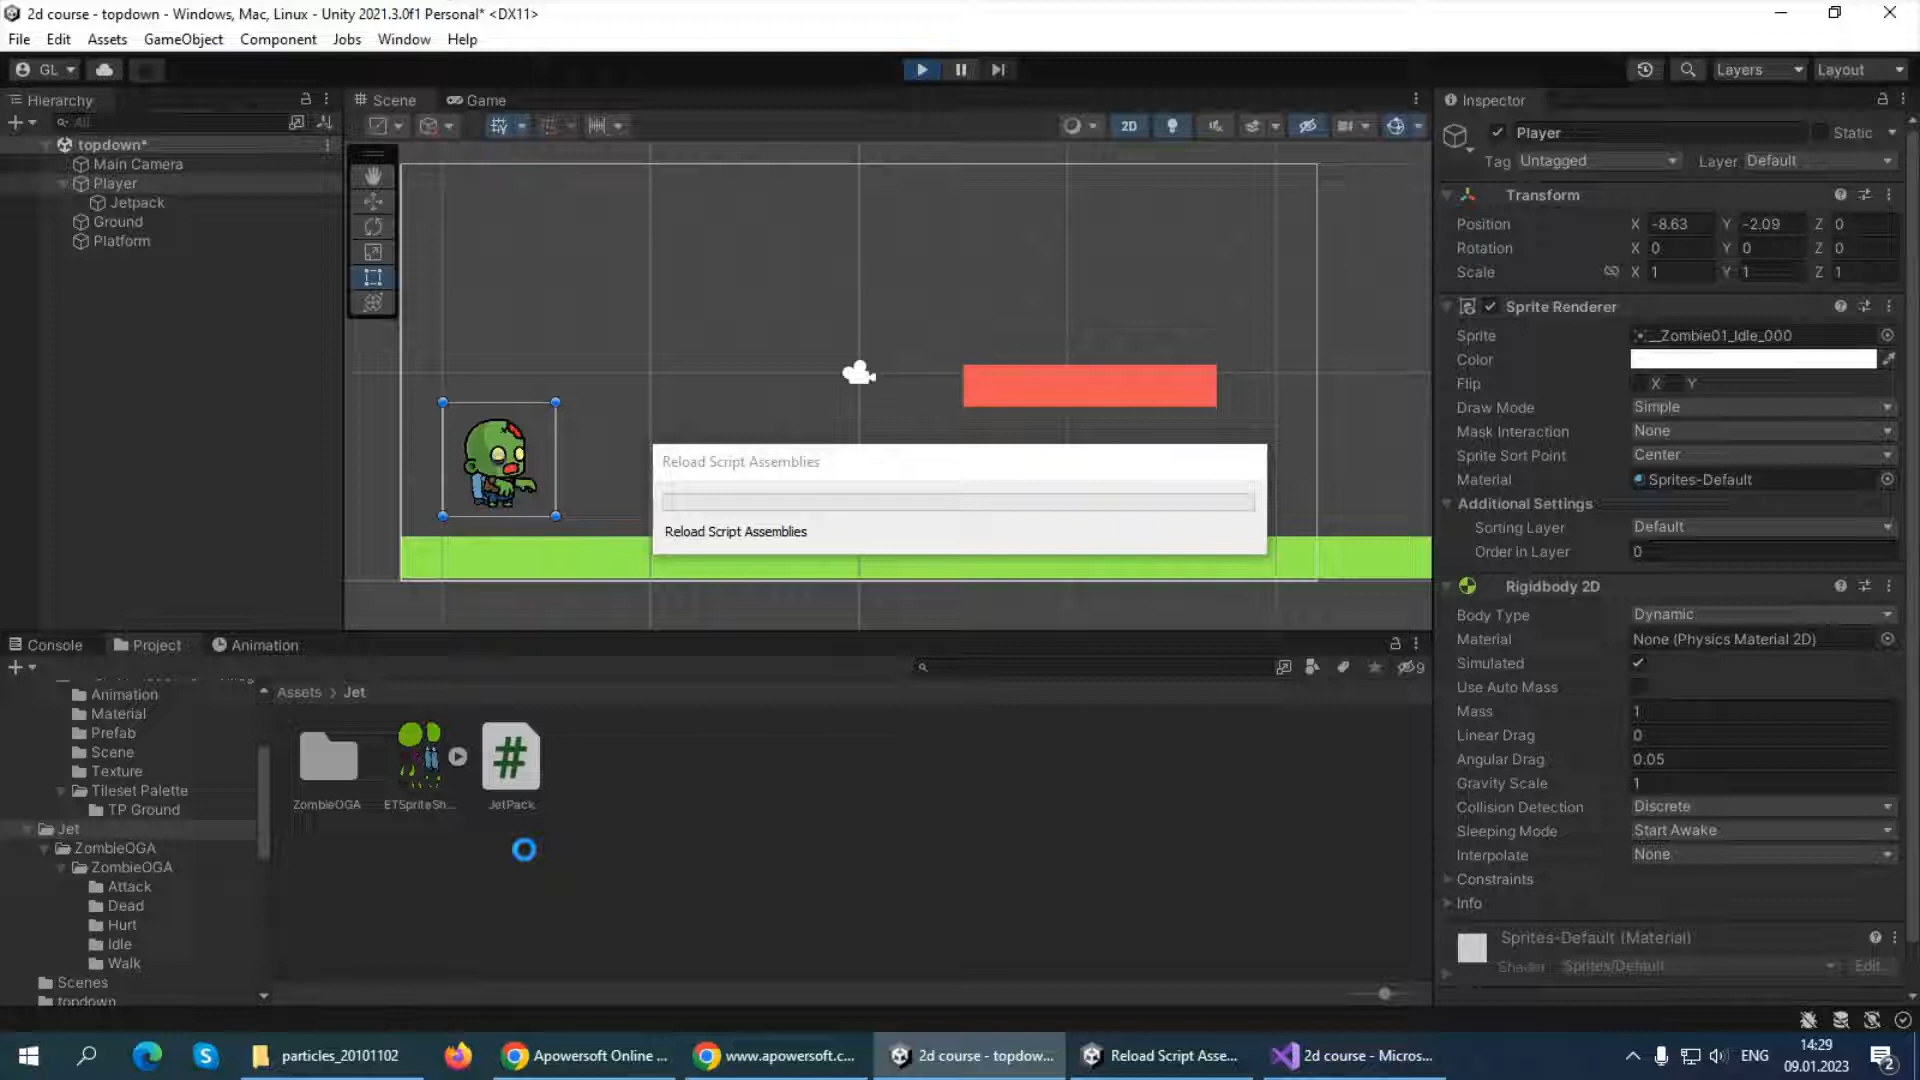 2d course - topdown - Windows, Mac, Linux - Unity 2021.3.0f1 Personal* <DX11>
File Edit Assets GameObject Component Jobs Window Help
GL Layers Layout
Hierarchy
All
topdown*
Main Camera
Player
Jetpack
Ground
Platform
Scene Game
2D
Reload Script Assemblies
Reload Script Assemblies
Inspector
Player Static
Tag Untagged Layer Default
Transform
Position X -8.63 Y -2.09 Z 0
Rotation X 0 Y 0 Z 0
Scale X 1 Y 1 Z 1
Sprite Renderer
Sprite __Zombie01_Idle_000
Color
Flip X Y
Draw Mode Simple
Mask Interaction None
Sprite Sort Point Center
Material Sprites-Default
Additional Settings
Sorting Layer Default
Order in Layer 0
Rigidbody 2D
Body Type Dynamic
Material None (Physics Material 2D)
Simulated
Use Auto Mass
Mass 1
Linear Drag 0
Angular Drag 0.05
Gravity Scale 1
Collision Detection Discrete
Sleeping Mode Start Awake
Interpolate None
Constraints
Info
Sprites-Default (Material)
Shader Sprites/Default Edit...
Console Project Animation
9
Animation
Material
Prefab
Scene
Texture
Tileset Palette
TP Ground
Jet
ZombieOGA
ZombieOGA
Attack
Dead
Hurt
Idle
Walk
Scenes
topdown
Assets > Jet
ZombieOGA ETSpriteSh... JetPack
#
particles_20101102 Apowersoft Online ... www.apowersoft.c... 2d course - topdow... Reload Script Asse... 2d course - Micros...
ENG
14:29
09.01.2023
2